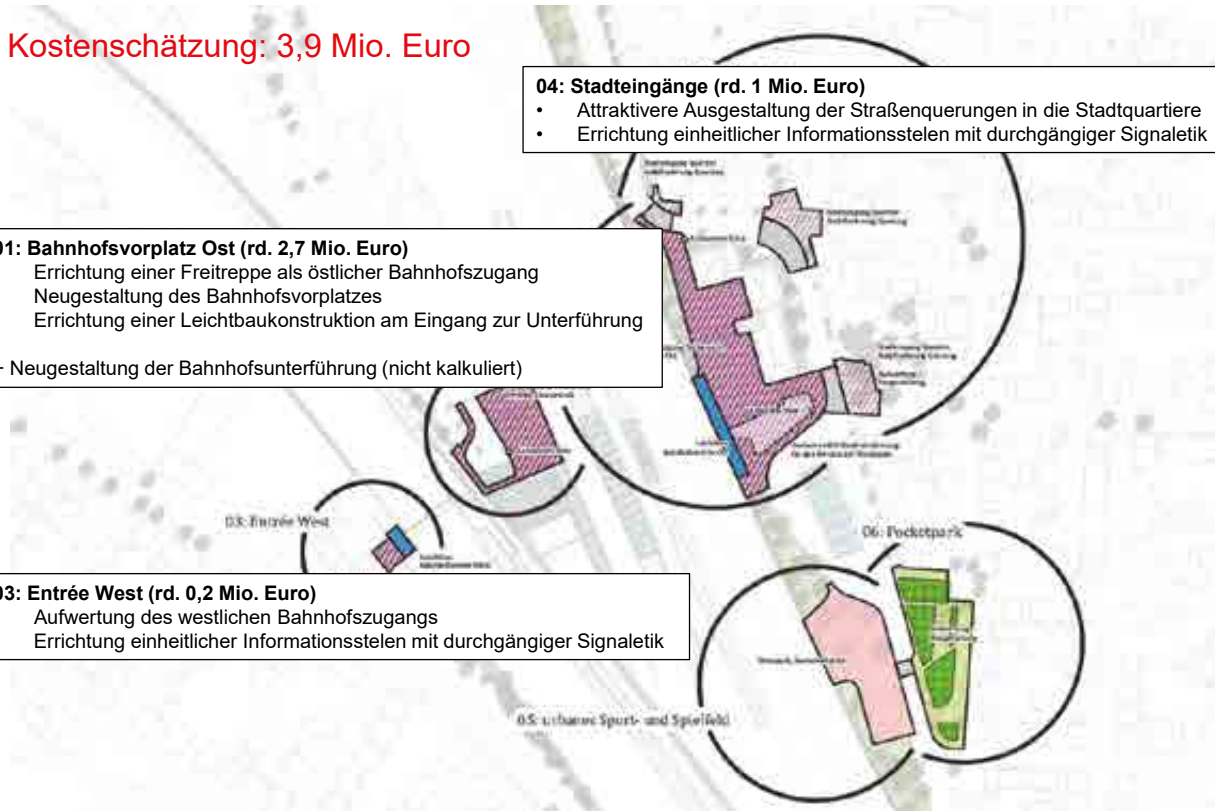 Kostenschätzung: 3,9 Mio. Euro
04: Stadteingänge (rd. 1 Mio. Euro)
• Attraktivere Ausgestaltung der Straßenquerungen in die Stadtquartiere
• Errichtung einheitlicher Informationsstelen mit durchgängiger Signaletik
01: Bahnhofsvorplatz Ost (rd. 2,7 Mio. Euro)
Errichtung einer Freitreppe als östlicher Bahnhofszugang
Neugestaltung des Bahnhofsvorplatzes
Errichtung einer Leichtbaukonstruktion am Eingang zur Unterführung
Neugestaltung der Bahnhofsunterführung (nicht kalkuliert)
03: Entrée West
06: Pocketpark
03: Entrée West (rd. 0,2 Mio. Euro)
Aufwertung des westlichen Bahnhofszugangs
Errichtung einheitlicher Informationsstelen mit durchgängiger Signaletik
05: urbanes Sport- und Spielfeld